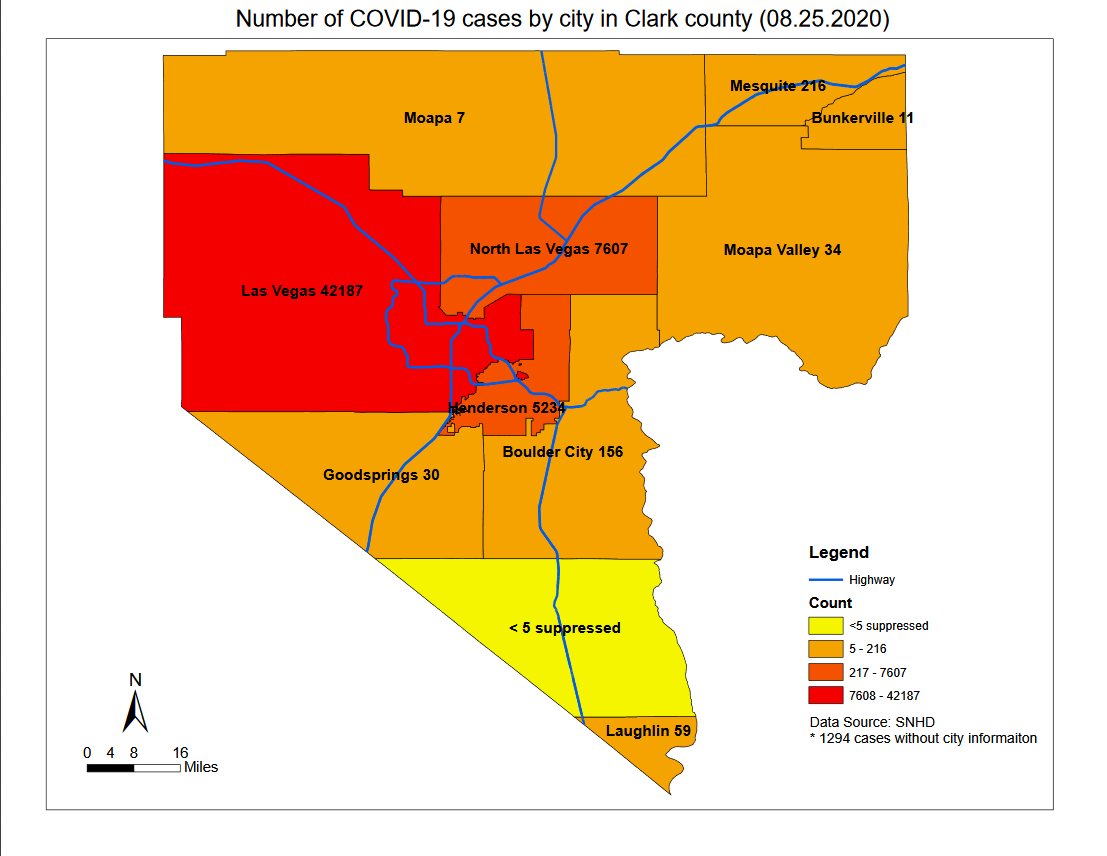 Number of COVID-19 cases by city in Clark county (08.25.2020)
Mesquite 216
Moapa 7
Bunkerville 11
North Las Vegas 7607
Moapa Valley 34
Las Vegas 42187
Henderson 5234
Boulder City 156
Goodsprings 30
< 5 suppressed
Laughlin 59
Legend
Highway
Count
<5 suppressed
5 - 216
217 - 7607
7608 - 42187
Data Source: SNHD
* 1294 cases without city informaiton
N
0 4 8 16
Miles